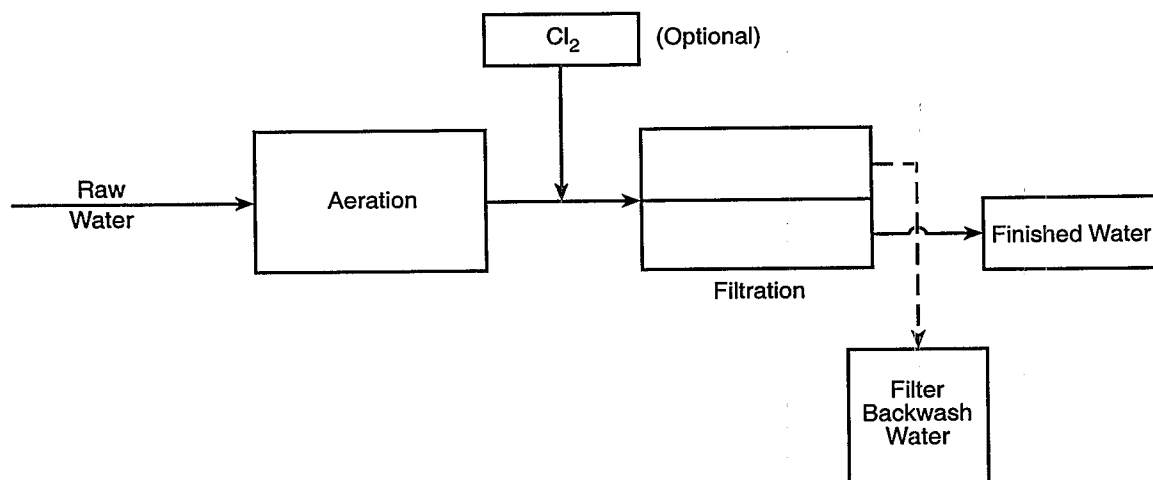 Cl₂ (Optional)
Raw
Water
Aeration
Filtration
Finished Water
Filter
Backwash
Water